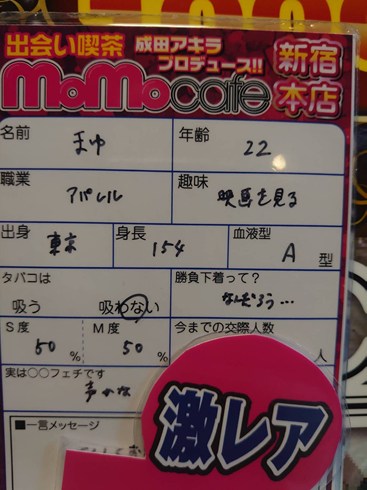 出会い喫茶 成田アキラ プロデュース!! 新宿本店
MoMocafe
名前 まゆ 年齢 22
職業 アパレル 趣味 映画を見る
出身 東京 身長 154 血液型 A 型
タバコは 勝負下着って?
吸う 吸わない なんだろう…
S度 M度 今までの交際人数
50 % 50 % 人
実は〇〇フェチです
声かな
激レア
■一言メッセージ